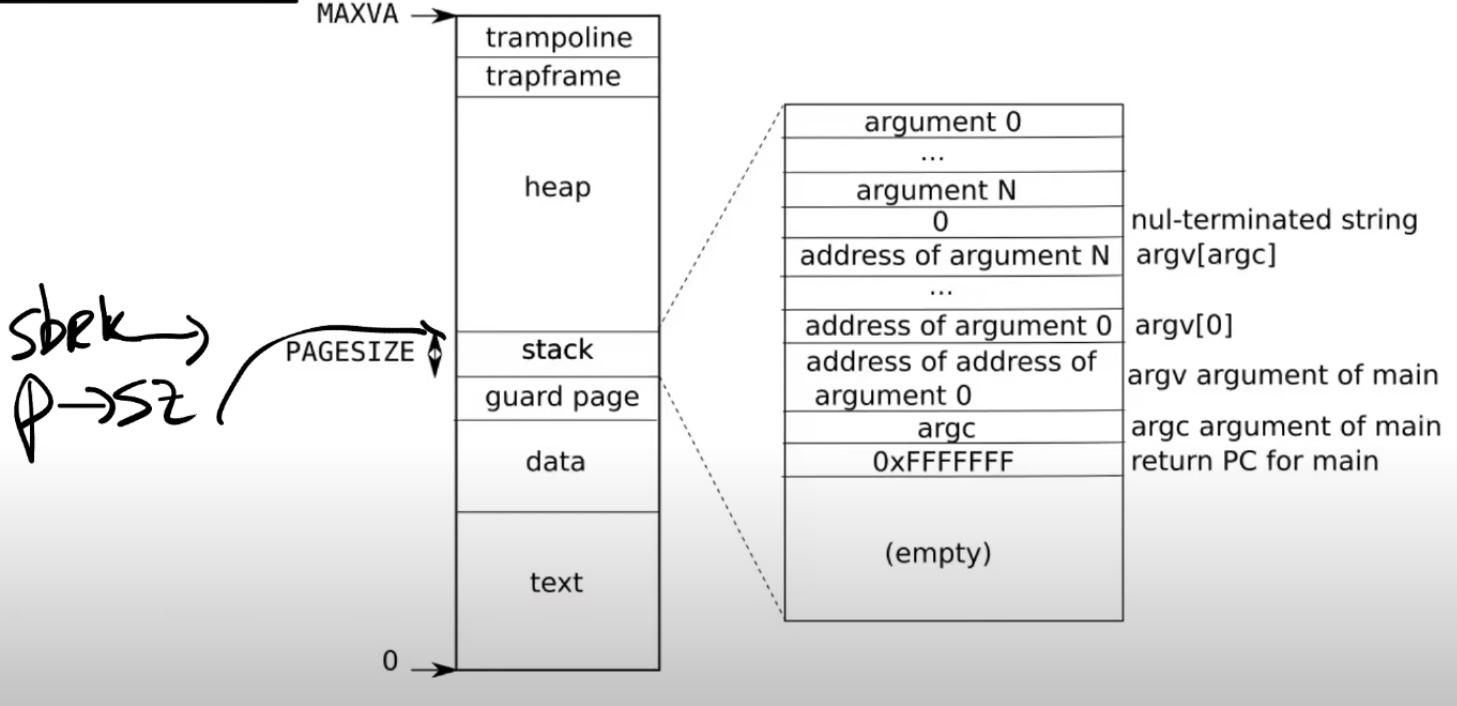 MAXVA
trampoline
trapframe
heap
sbrk
p→sz
PAGESIZE
stack
guard page
data
text
0
argument 0
...
argument N
0
nul-terminated string
address of argument N
argv[argc]
...
address of argument 0
argv[0]
address of address of
argument 0
argv argument of main
argc
argc argument of main
0xFFFFFFF
return PC for main
(empty)